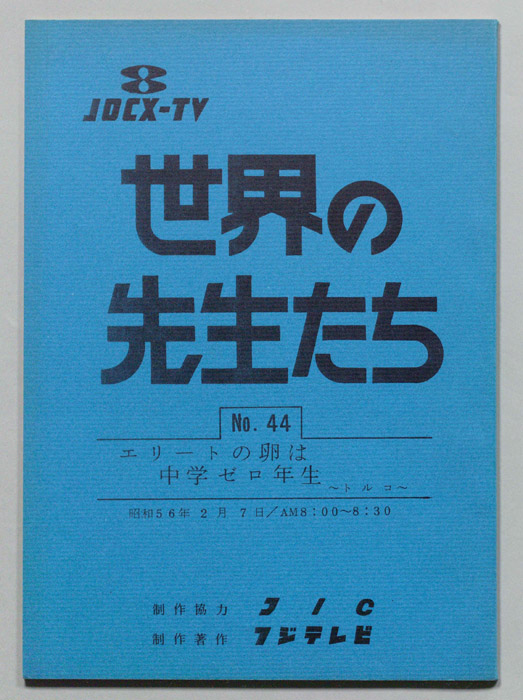 8
JOCX-TV
世界の
先生たち
No. 44
エリートの卵は
中学ゼロ年生
～トルコ～
昭和56年2月7日/AM8:00～8:30
制作協力 JIC
制作著作 フジテレビ